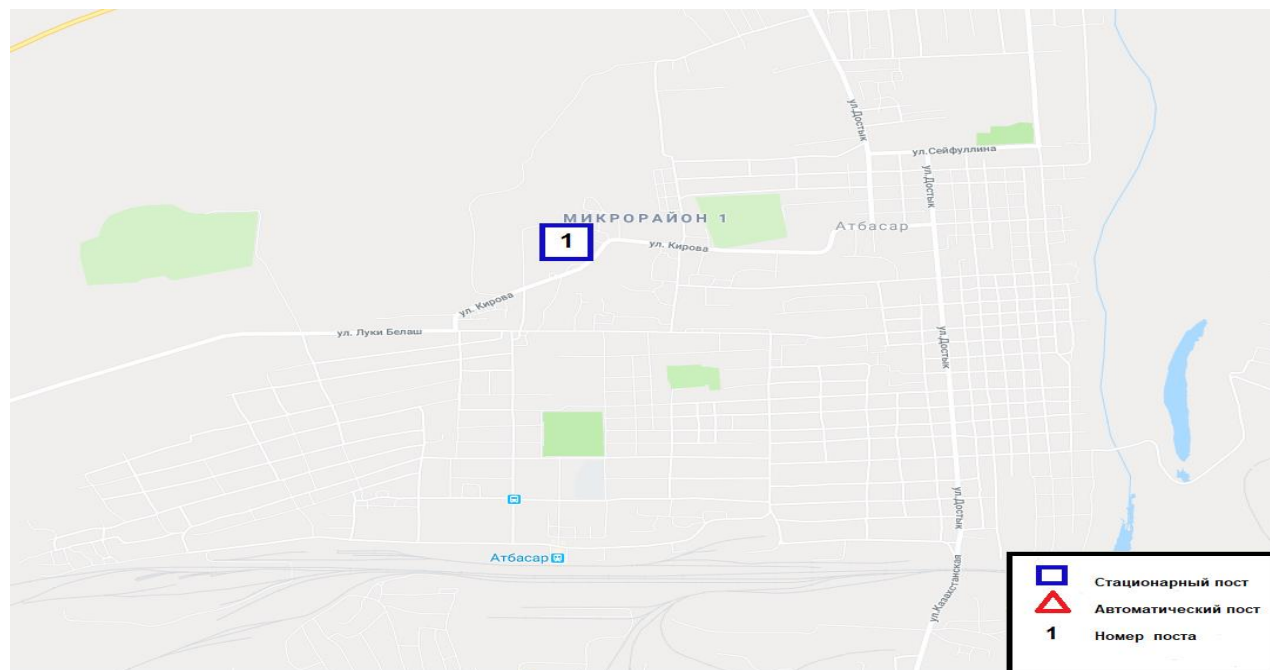 ул.Достык
ул.Сейфуллина
ул.Достык
МИКРОРАЙОН 1
Атбасар
1
ул. Кирова
ул. Кирова
ул. Луки Белаш
ул.Достык
ул.Достык
Атбасар
ул.Казахстанская
Стационарный пост
Автоматический пост
1 Номер поста